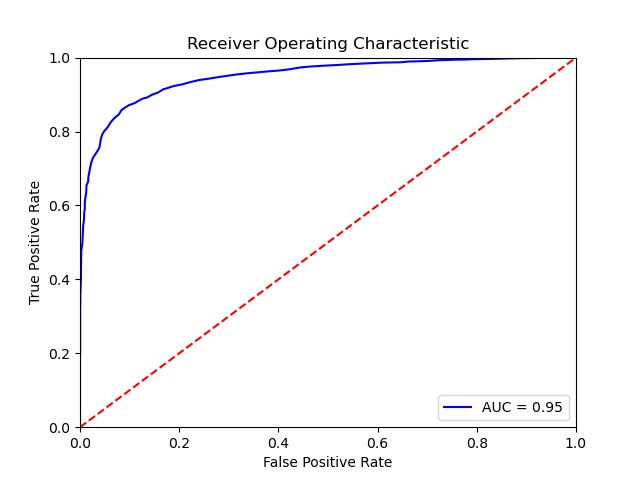 Receiver Operating Characteristic
True Positive Rate
1.0
0.8
0.6
0.4
0.2
0.0
AUC = 0.95
0.0 0.2 0.4 0.6 0.8 1.0
False Positive Rate